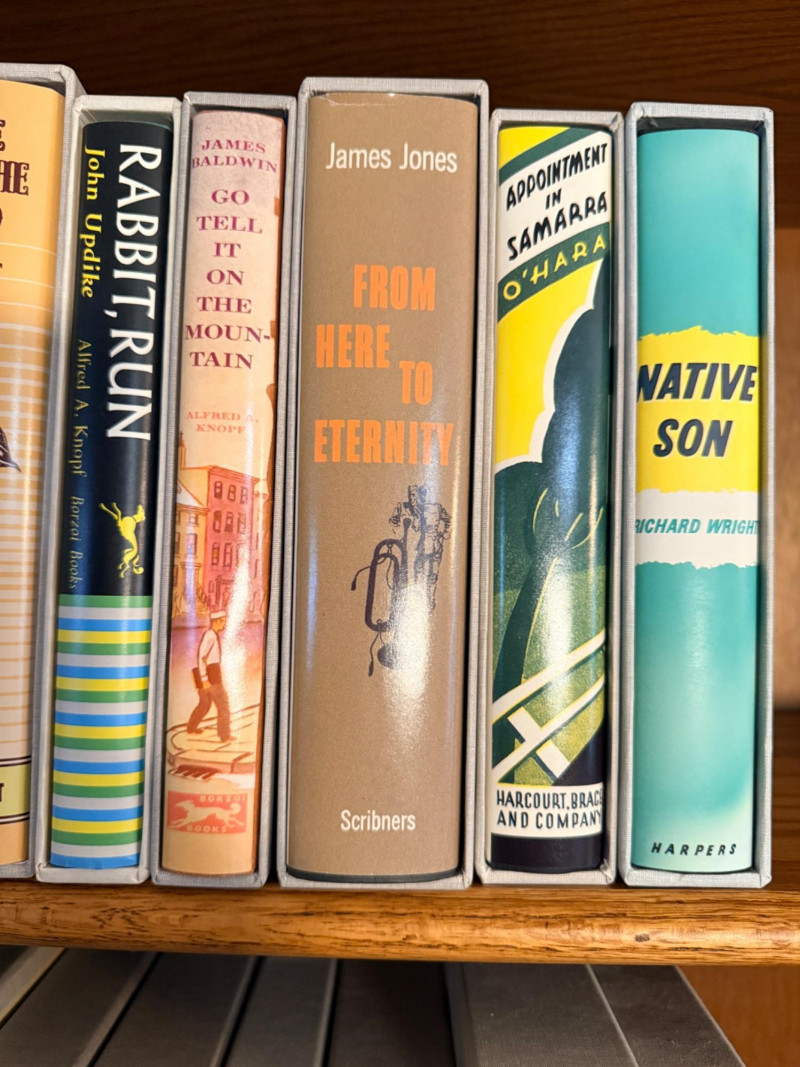 RABBIT, RUN
John Updike
Alfred A. Knopf
Borzoi Books
JAMES
BALDWIN
GO
TELL
IT
ON
THE
MOUN-
TAIN
ALFRED A.
KNOPF
BORZOI
BOOKS
James Jones
FROM
HERE
TO
ETERNITY
Scribners
APPOINTMENT
IN
SAMARRA
O'HARA
HARCOURT, BRACE
AND COMPANY
NATIVE
SON
RICHARD WRIGHT
HARPERS